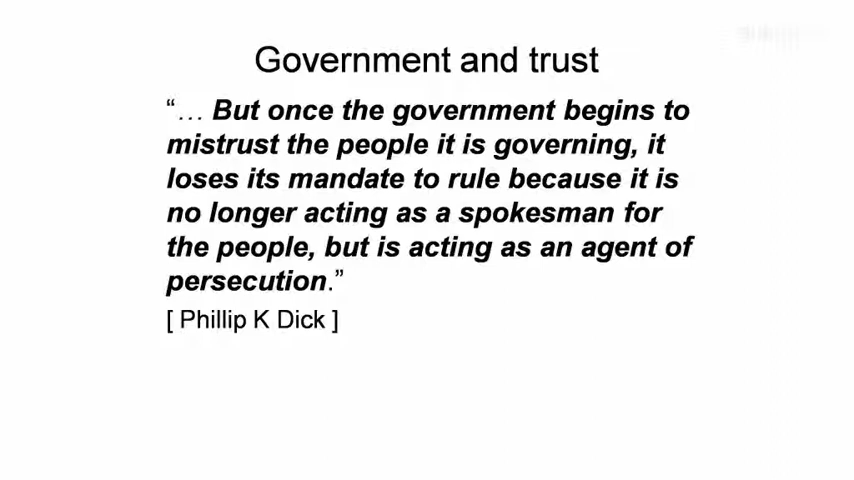 Government and trust
“… But once the government begins to
mistrust the people it is governing, it
loses its mandate to rule because it is
no longer acting as a spokesman for
the people, but is acting as an agent of
persecution.”
[ Phillip K Dick ]